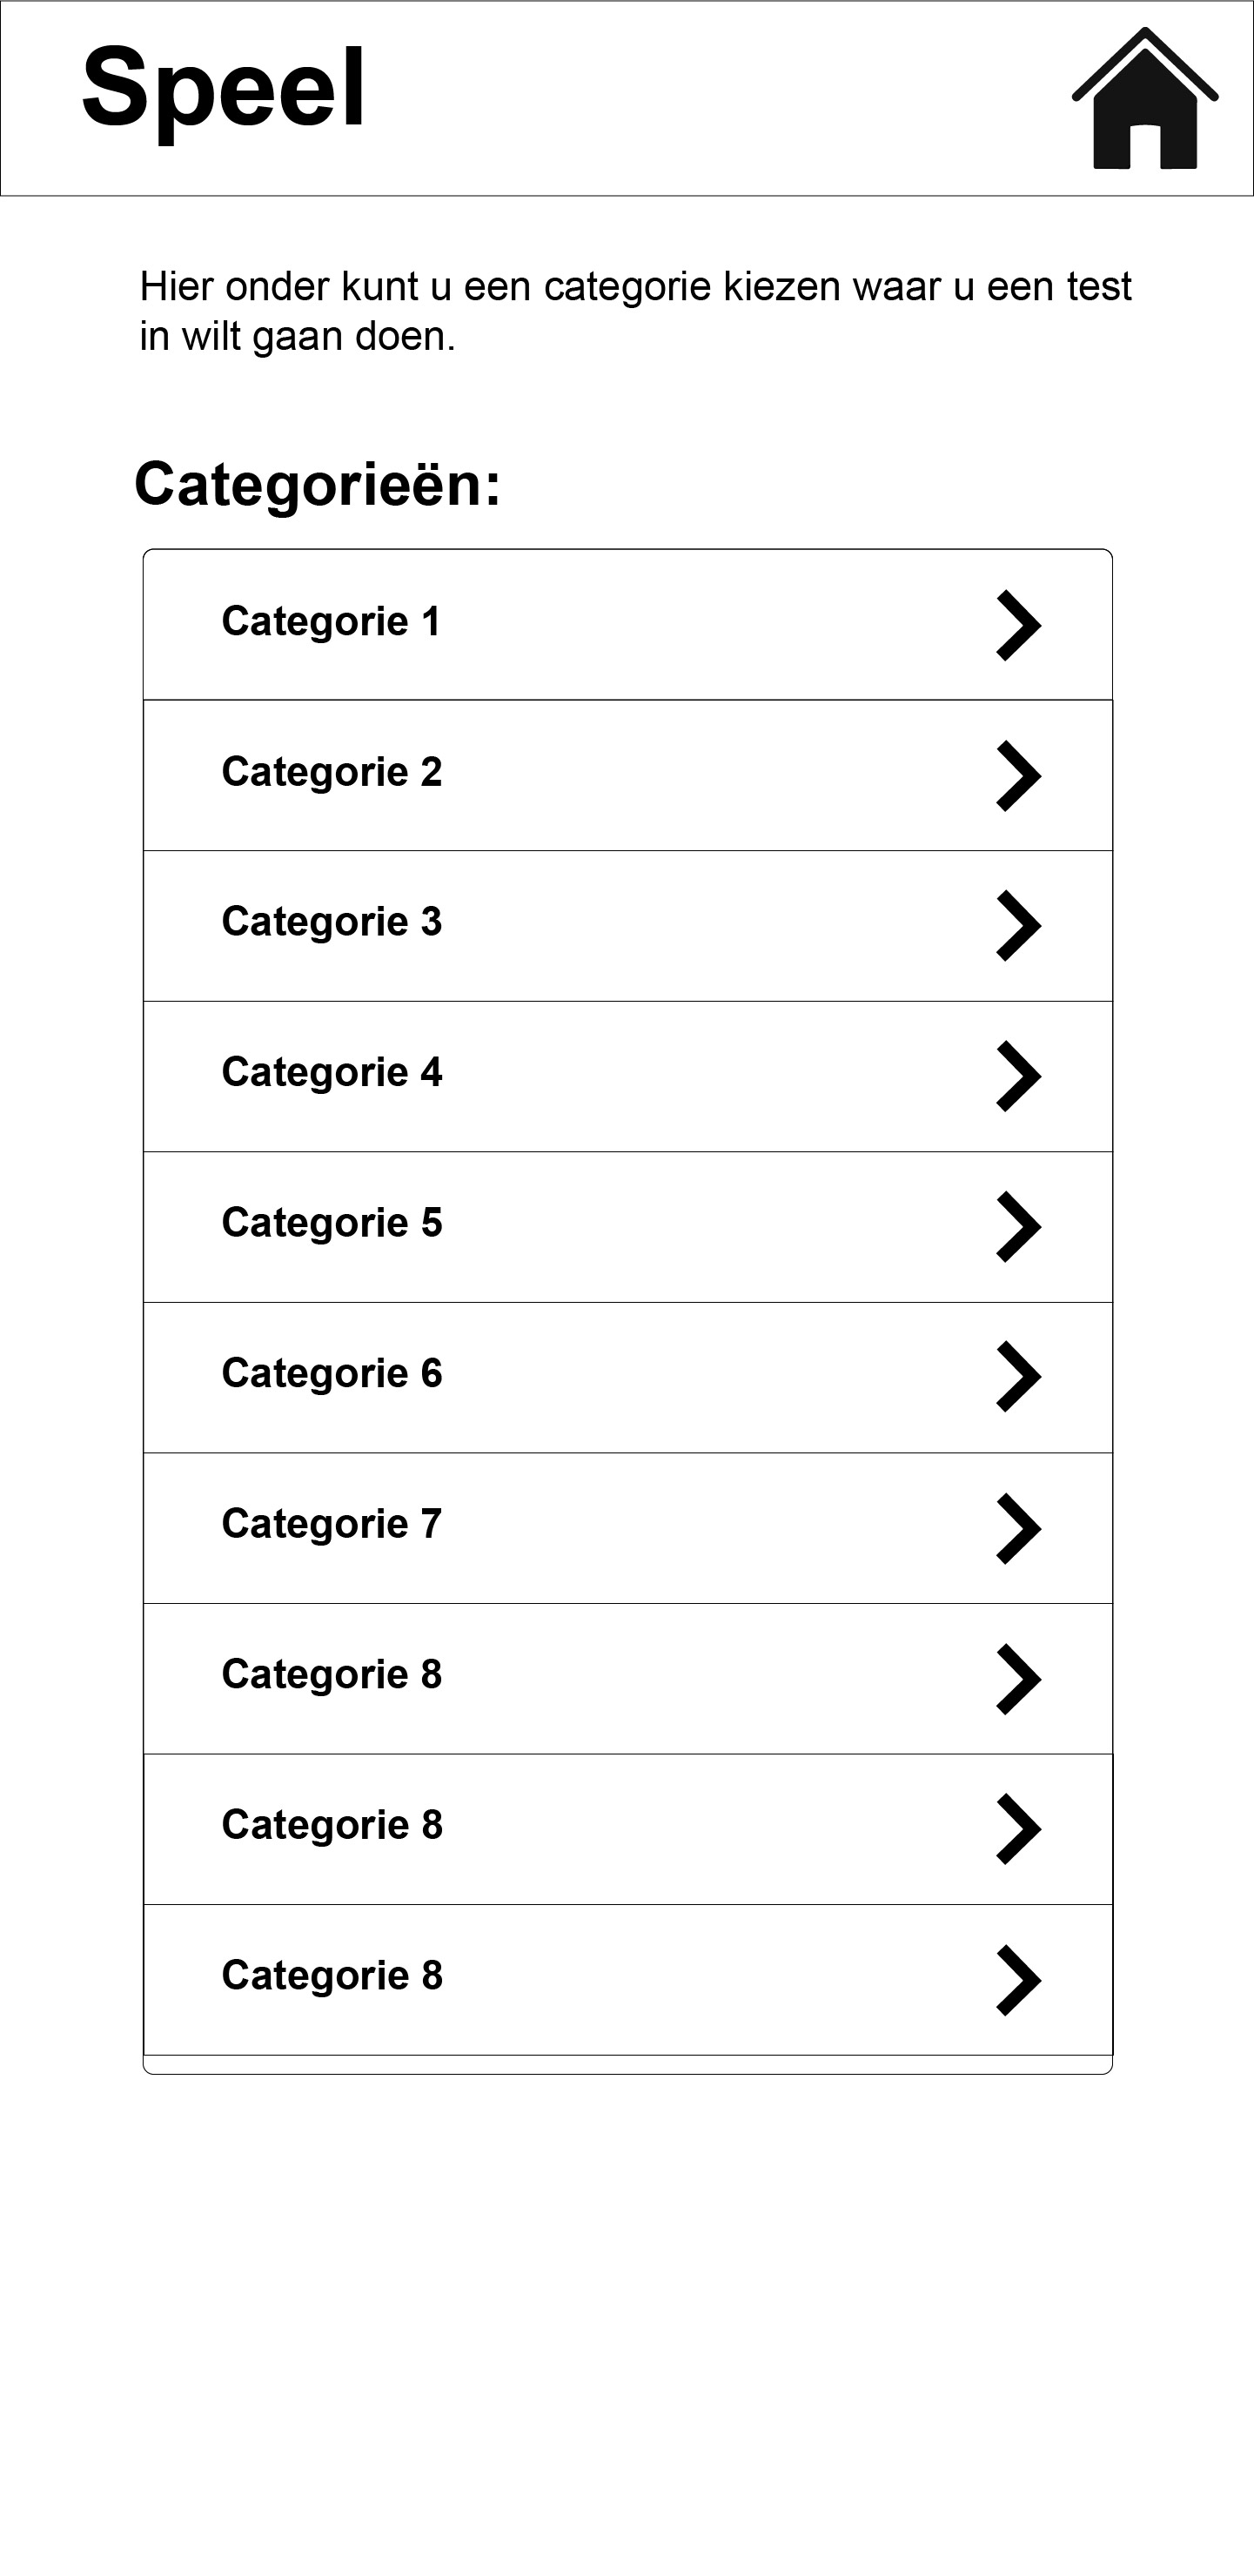 Speel
Hier onder kunt u een categorie kiezen waar u een test
in wilt gaan doen.
Categorieën:
Categorie 1
Categorie 2
Categorie 3
Categorie 4
Categorie 5
Categorie 6
Categorie 7
Categorie 8
Categorie 8
Categorie 8